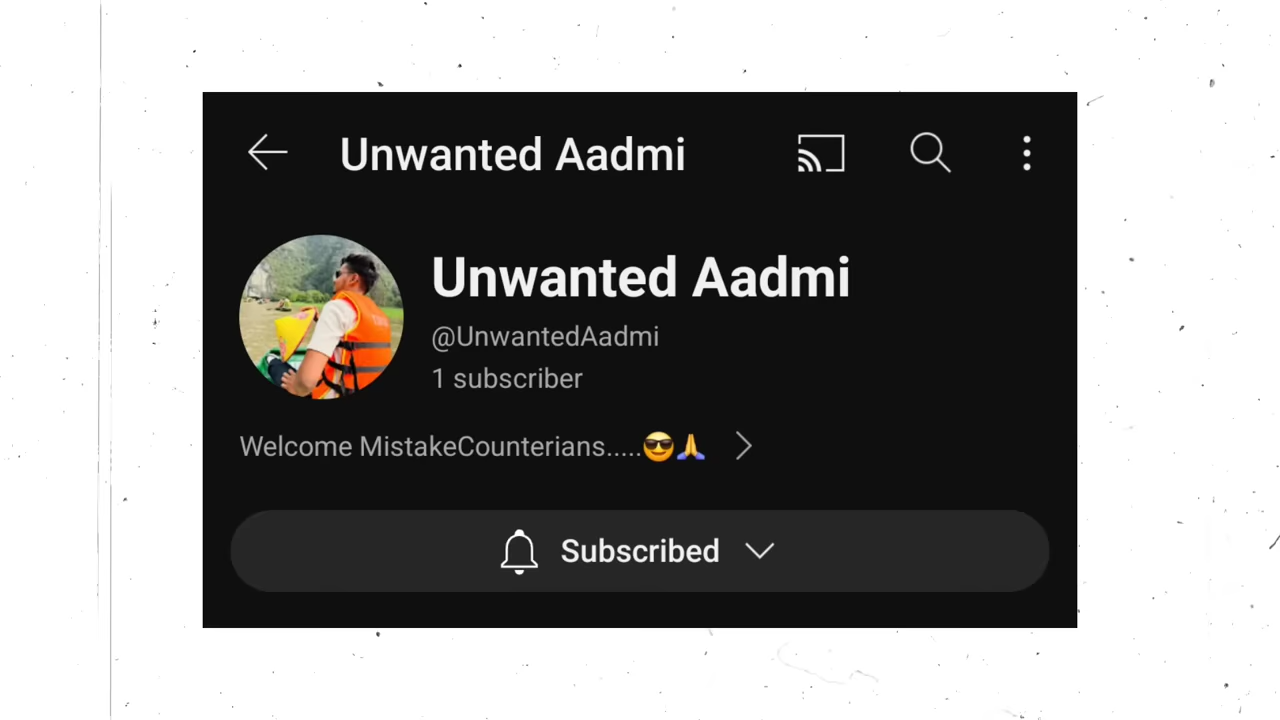 Unwanted Aadmi
Unwanted Aadmi
@UnwantedAadmi
1 subscriber
Welcome MistakeCounterians.....😎🙏
Subscribed